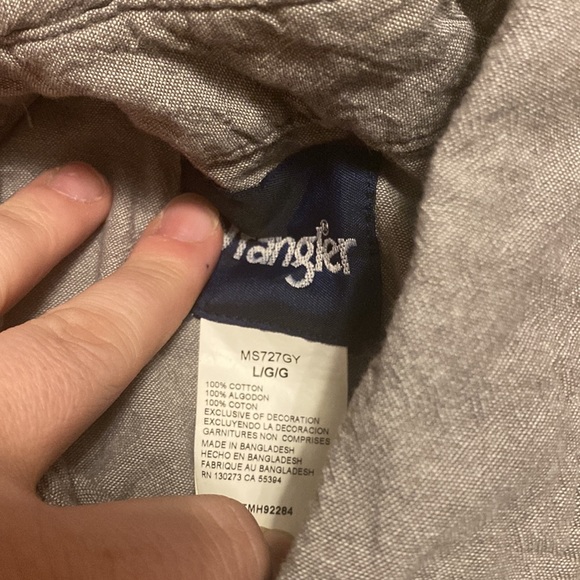 Wrangler®
MS727GY
L/G/G
100% COTTON
100% ALGODON
100% COTON
EXCLUSIVE OF DECORATION
EXCLUYENDO LA DECORACION
GARNITURES NON COMPRISES
MADE IN BANGLADESH
HECHO EN BANGLADESH
FABRIQUE AU BANGLADESH
RN 130273 CA 55394
MH92284